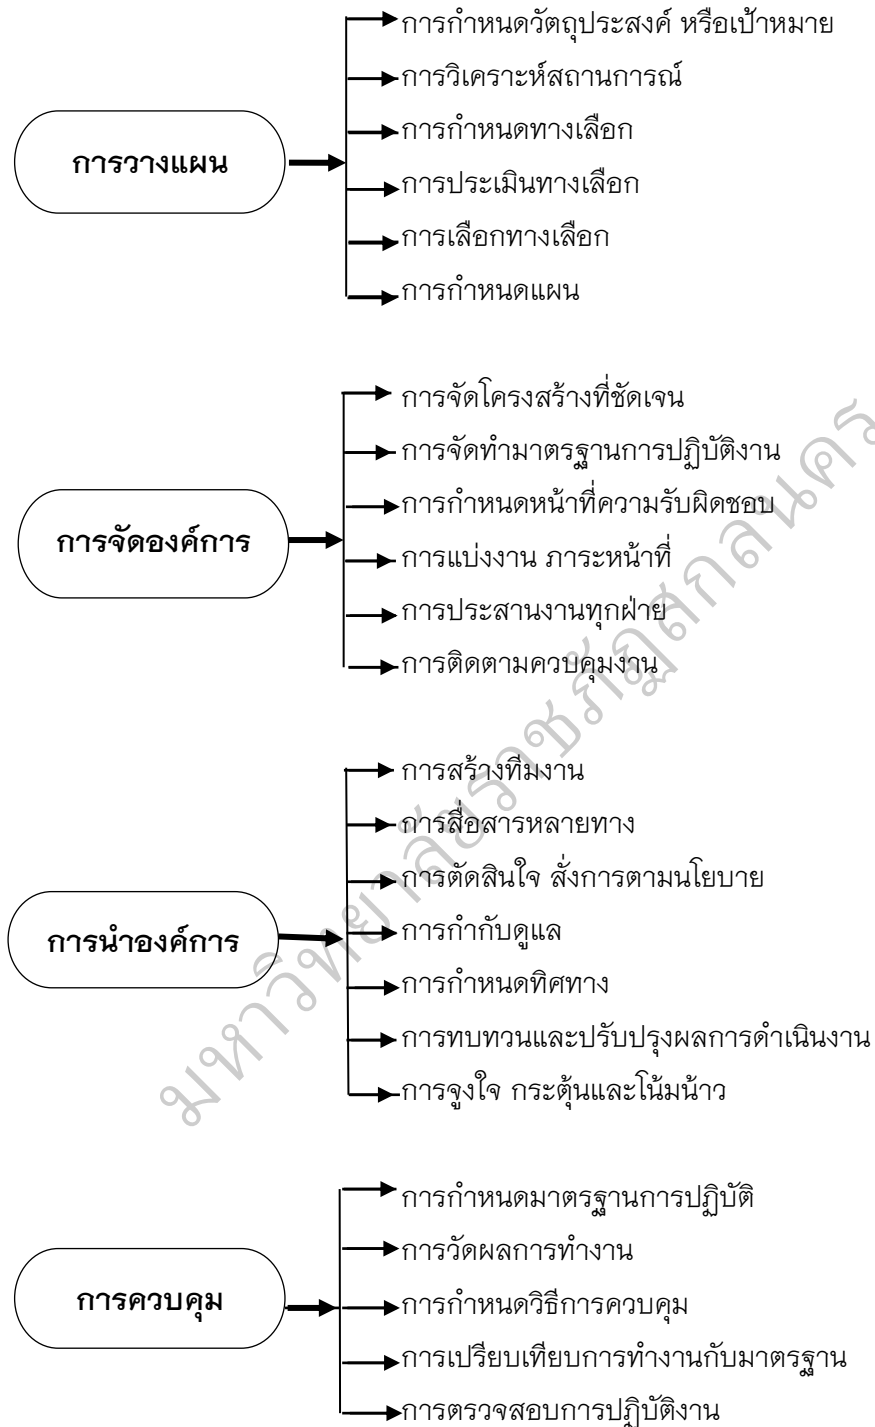 การวางแผน
การกำหนดวัตถุประสงค์ หรือเป้าหมาย
การวิเคราะห์สถานการณ์
การกำหนดทางเลือก
การประเมินทางเลือก
การเลือกทางเลือก
การกำหนดแผน
การจัดองค์การ
การจัดโครงสร้างที่ชัดเจน
การจัดทำมาตรฐานการปฏิบัติงาน
การกำหนดหน้าที่ความรับผิดชอบ
การแบ่งงาน ภาระหน้าที่
การประสานงานทุกฝ่าย
การติดตามควบคุมงาน
การนำองค์การ
การสร้างทีมงาน
การสื่อสารหลายทาง
การตัดสินใจ สั่งการตามนโยบาย
การกำกับดูแล
การกำหนดทิศทาง
การทบทวนและปรับปรุงผลการดำเนินงาน
การจูงใจ กระตุ้นและโน้มน้าว
การควบคุม
การกำหนดมาตรฐานการปฏิบัติ
การวัดผลการทำงาน
การกำหนดวิธีการควบคุม
การเปรียบเทียบการทำงานกับมาตรฐาน
การตรวจสอบการปฏิบัติงาน
มหาวิทยาลัยราชภัฏสกลนคร